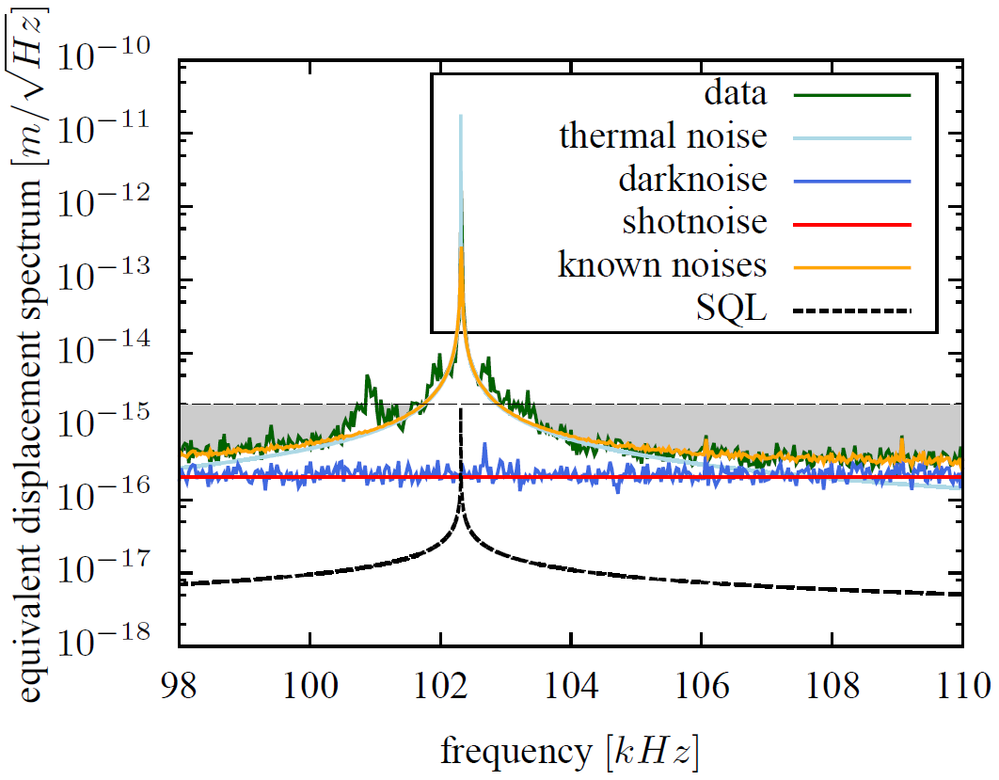 equivalent displacement spectrum [m/√Hz]
10⁻¹⁰
10⁻¹¹
10⁻¹²
10⁻¹³
10⁻¹⁴
10⁻¹⁵
10⁻¹⁶
10⁻¹⁷
10⁻¹⁸
data
thermal noise
darknoise
shotnoise
known noises
SQL
98 100 102 104 106 108 110
frequency [kHz]